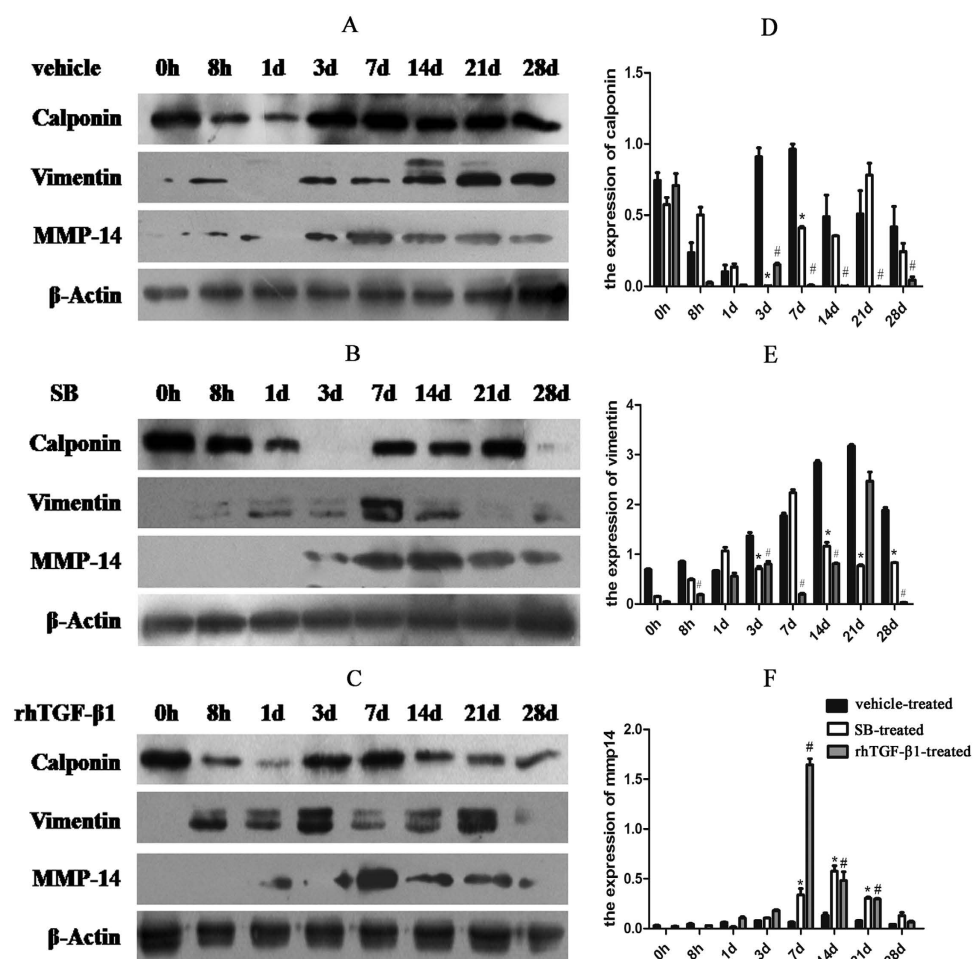 A
vehicle 0h 8h 1d 3d 7d 14d 21d 28d
Calponin
Vimentin
MMP-14
β-Actin
B
SB 0h 8h 1d 3d 7d 14d 21d 28d
Calponin
Vimentin
MMP-14
β-Actin
C
rhTGF-β1 0h 8h 1d 3d 7d 14d 21d 28d
Calponin
Vimentin
MMP-14
β-Actin
D
the expression of calponin
1.5
1.0
0.5
0.0
* # * # # # #
0h 8h 1d 3d 7d 14d 21d 28d
E
the expression of vimentin
4
3
2
1
0
# * # # * # * * #
0h 8h 1d 3d 7d 14d 21d 28d
F
vehicle-treated
SB-treated
rhTGF-β1-treated
the expression of mmp14
2.0
1.5
1.0
0.5
0.0
* # * # * #
0h 8h 1d 3d 7d 14d 21d 28d